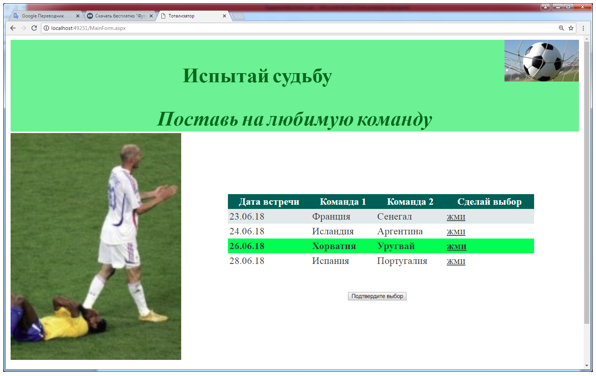 Google Переводчик
Скачать бесплатно "Фут
Тотализатор
localhost:49251/MainForm.aspx
Испытай судьбу
Поставь на любимую команду
Дата встречи Команда 1 Команда 2 Сделай выбор
23.06.18 Франция Сенегал жми
24.06.18 Исландия Аргентина жми
26.06.18 Хорватия Уругвай жми
28.06.18 Испания Португалия жми
Подтвердите выбор